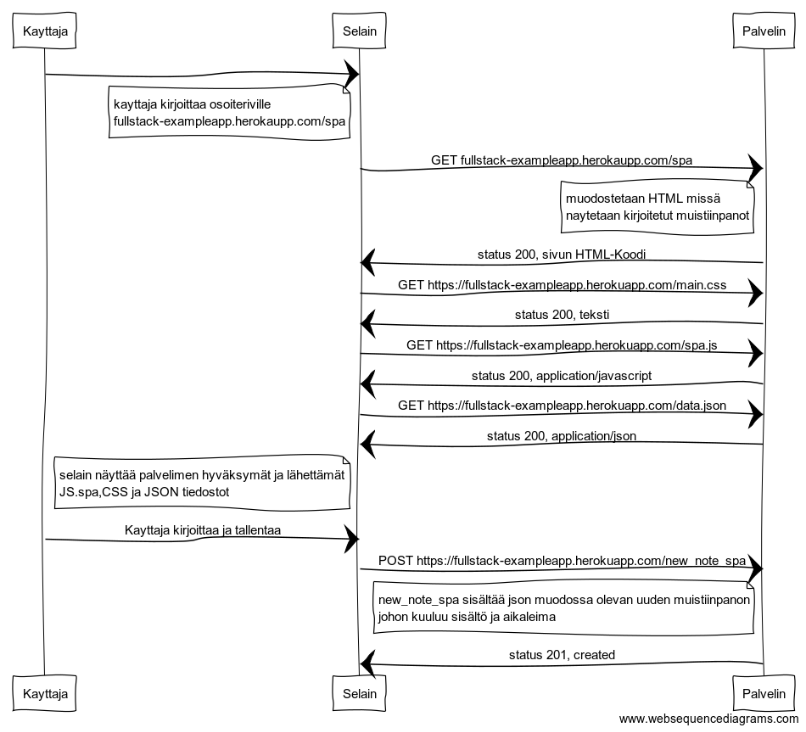 Kayttaja
Selain
Palvelin
kayttaja kirjoittaa osoiteriville
fullstack-exampleapp.herokaupp.com/spa
GET fullstack-exampleapp.herokaupp.com/spa
muodostetaan HTML missä
naytetaan kirjoitetut muistiinpanot
status 200, sivun HTML-Koodi
GET https://fullstack-exampleapp.herokuapp.com/main.css
status 200, teksti
GET https://fullstack-exampleapp.herokuapp.com/spa.js
status 200, application/javascript
GET https://fullstack-exampleapp.herokuapp.com/data.json
status 200, application/json
selain näyttää palvelimen hyväksymät ja lähettämät
JS.spa,CSS ja JSON tiedostot
Kayttaja kirjoittaa ja tallentaa
POST https://fullstack-exampleapp.herokuapp.com/new_note_spa
new_note_spa sisältää json muodossa olevan uuden muistiinpanon
johon kuuluu sisältö ja aikaleima
status 201, created
Kayttaja
Selain
Palvelin
www.websequencediagrams.com